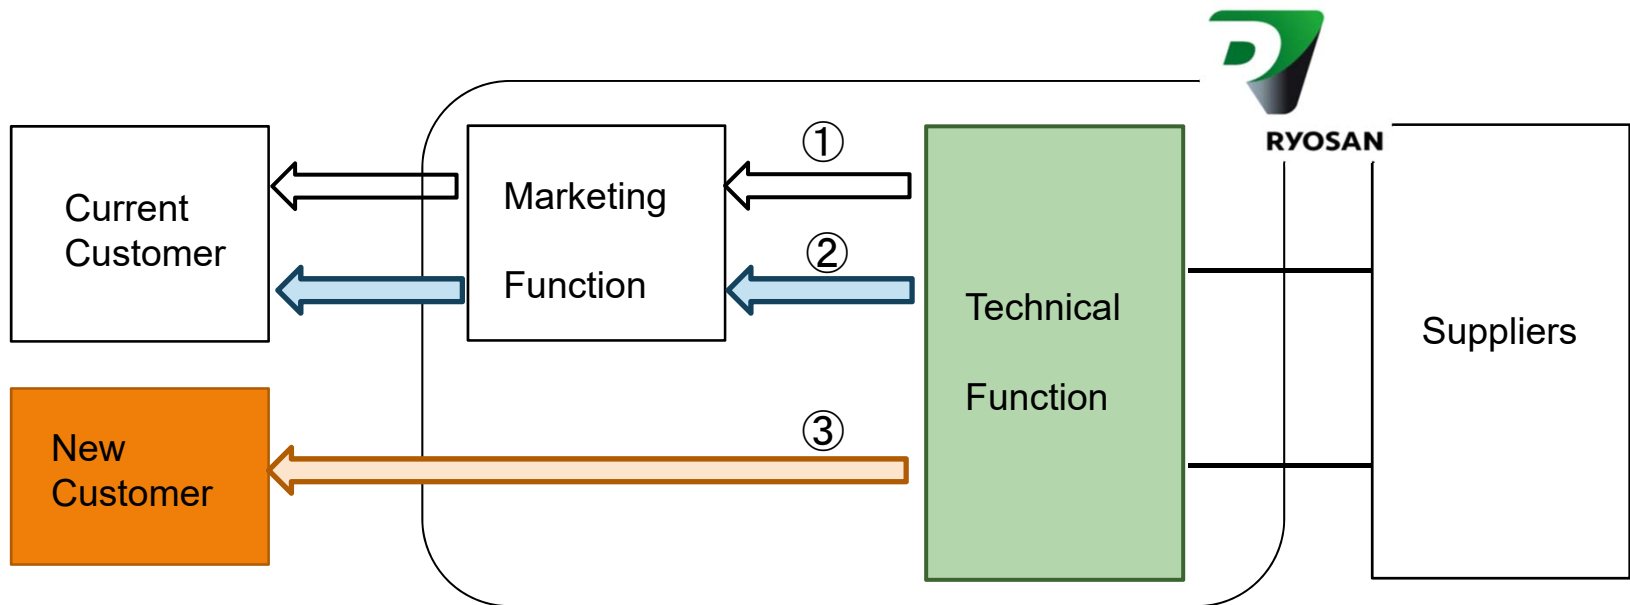 RYOSAN
Current
Customer
Marketing
Function
①
②
Technical
Function
Suppliers
New
Customer
③